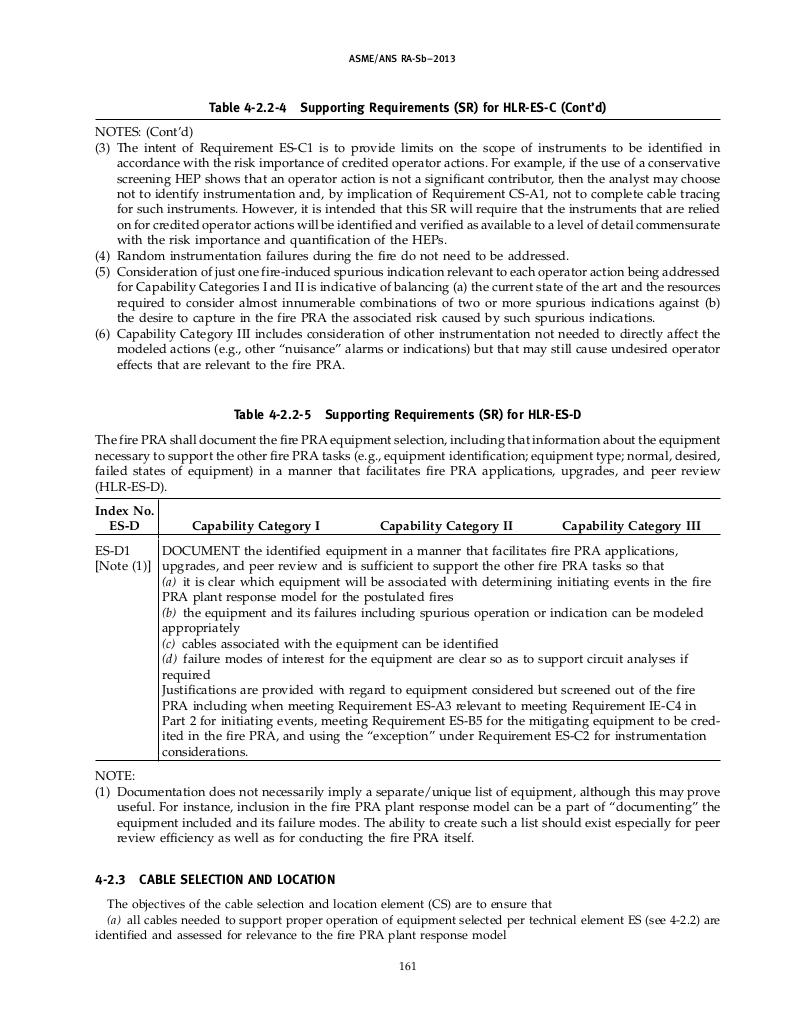 ASME/ANS RA-Sb–2013
Table 4-2.2-4 Supporting Requirements (SR) for HLR-ES-C (Cont'd)
NOTES: (Cont'd)
(3) The intent of Requirement ES-C1 is to provide limits on the scope of instruments to be identified in
accordance with the risk importance of credited operator actions. For example, if the use of a conservative
screening HEP shows that an operator action is not a significant contributor, then the analyst may choose
not to identify instrumentation and, by implication of Requirement CS-A1, not to complete cable tracing
for such instruments. However, it is intended that this SR will require that the instruments that are relied
on for credited operator actions will be identified and verified as available to a level of detail commensurate
with the risk importance and quantification of the HEPs.
(4) Random instrumentation failures during the fire do not need to be addressed.
(5) Consideration of just one fire-induced spurious indication relevant to each operator action being addressed
for Capability Categories I and II is indicative of balancing (a) the current state of the art and the resources
required to consider almost innumerable combinations of two or more spurious indications against (b)
the desire to capture in the fire PRA the associated risk caused by such spurious indications.
(6) Capability Category III includes consideration of other instrumentation not needed to directly affect the
modeled actions (e.g., other “nuisance” alarms or indications) but that may still cause undesired operator
effects that are relevant to the fire PRA.
Table 4-2.2-5 Supporting Requirements (SR) for HLR-ES-D
The fire PRA shall document the fire PRA equipment selection, including that information about the equipment
necessary to support the other fire PRA tasks (e.g., equipment identification; equipment type; normal, desired,
failed states of equipment) in a manner that facilitates fire PRA applications, upgrades, and peer review
(HLR-ES-D).
Index No.
ES-D Capability Category I Capability Category II Capability Category III
ES-D1 DOCUMENT the identified equipment in a manner that facilitates fire PRA applications,
[Note (1)] upgrades, and peer review and is sufficient to support the other fire PRA tasks so that
(a) it is clear which equipment will be associated with determining initiating events in the fire
PRA plant response model for the postulated fires
(b) the equipment and its failures including spurious operation or indication can be modeled
appropriately
(c) cables associated with the equipment can be identified
(d) failure modes of interest for the equipment are clear so as to support circuit analyses if
required
Justifications are provided with regard to equipment considered but screened out of the fire
PRA including when meeting Requirement ES-A3 relevant to meeting Requirement IE-C4 in
Part 2 for initiating events, meeting Requirement ES-B5 for the mitigating equipment to be cred-
ited in the fire PRA, and using the “exception” under Requirement ES-C2 for instrumentation
considerations.
NOTE:
(1) Documentation does not necessarily imply a separate/unique list of equipment, although this may prove
useful. For instance, inclusion in the fire PRA plant response model can be a part of “documenting” the
equipment included and its failure modes. The ability to create such a list should exist especially for peer
review efficiency as well as for conducting the fire PRA itself.
4-2.3 CABLE SELECTION AND LOCATION
The objectives of the cable selection and location element (CS) are to ensure that
(a) all cables needed to support proper operation of equipment selected per technical element ES (see 4-2.2) are
identified and assessed for relevance to the fire PRA plant response model
161